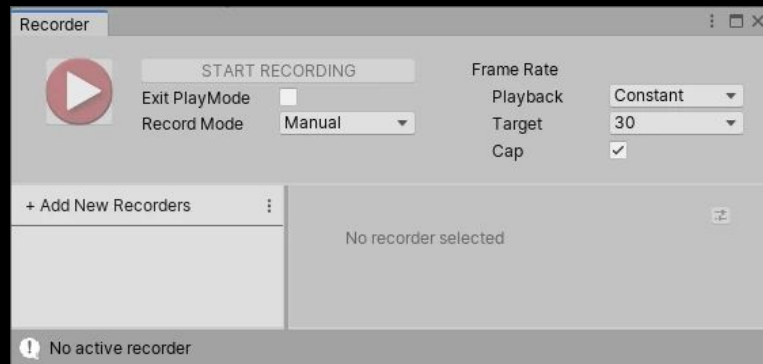 Recorder
START RECORDING
Exit PlayMode
Record Mode Manual
Frame Rate
Playback Constant
Target 30
Cap
+ Add New Recorders
No recorder selected
No active recorder